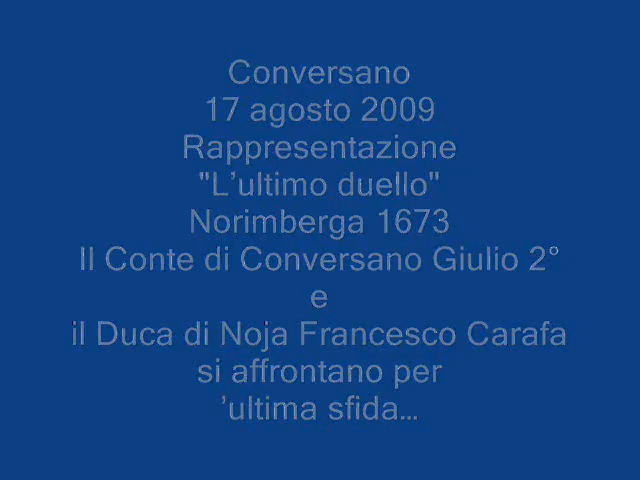 Conversano
17 agosto 2009
Rappresentazione
"L’ultimo duello"
Norimberga 1673
Il Conte di Conversano Giulio 2°
e
il Duca di Noja Francesco Carafa
si affrontano per
’ultima sfida...